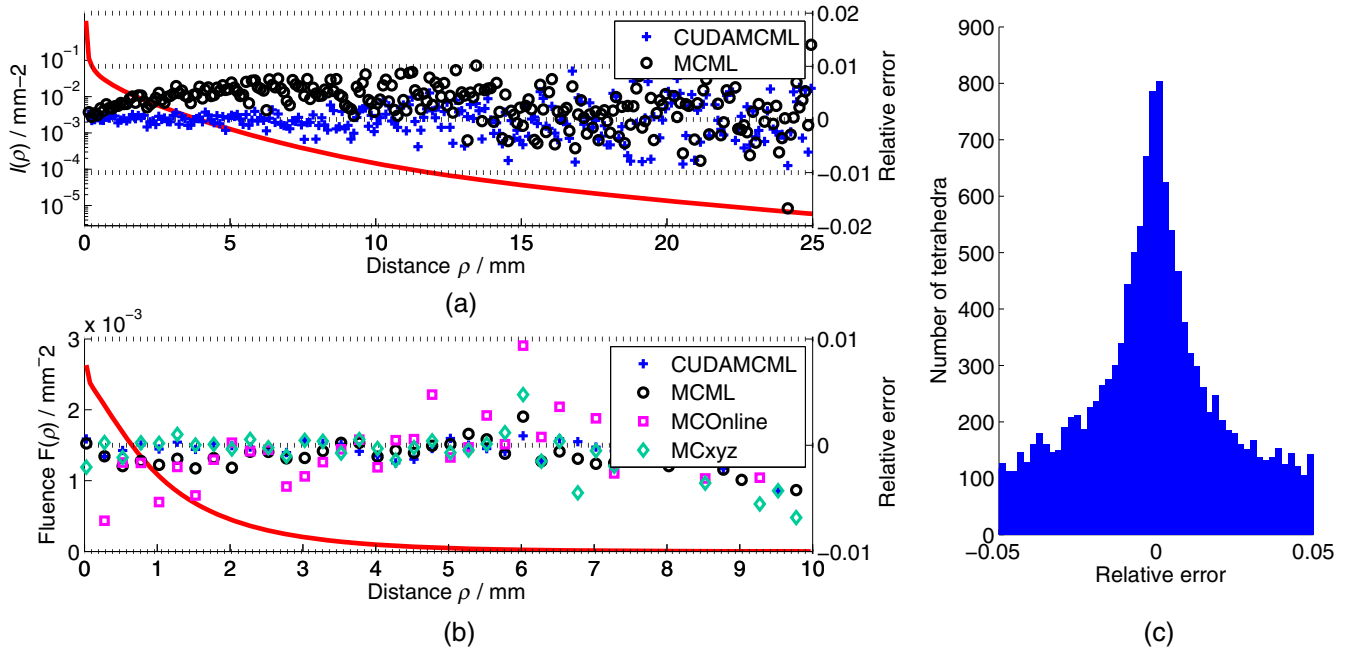 I(ρ) / mm–2
10⁻¹
10⁻²
10⁻³
10⁻⁴
10⁻⁵
0 5 10 15 20 25
Distance ρ / mm
0.02
0.01
0
−0.01
−0.02
Relative error
CUDAMCML
MCML
(a)
x 10⁻³
Fluence F(ρ) / mm⁻2
3
2
1
0
0 1 2 3 4 5 6 7 8 9 10
Distance ρ / mm
0.01
0
−0.01
Relative error
CUDAMCML
MCML
MCOnline
MCxyz
(b)
Number of tetrahedra
900
800
700
600
500
400
300
200
100
0
−0.05 0 0.05
Relative error
(c)